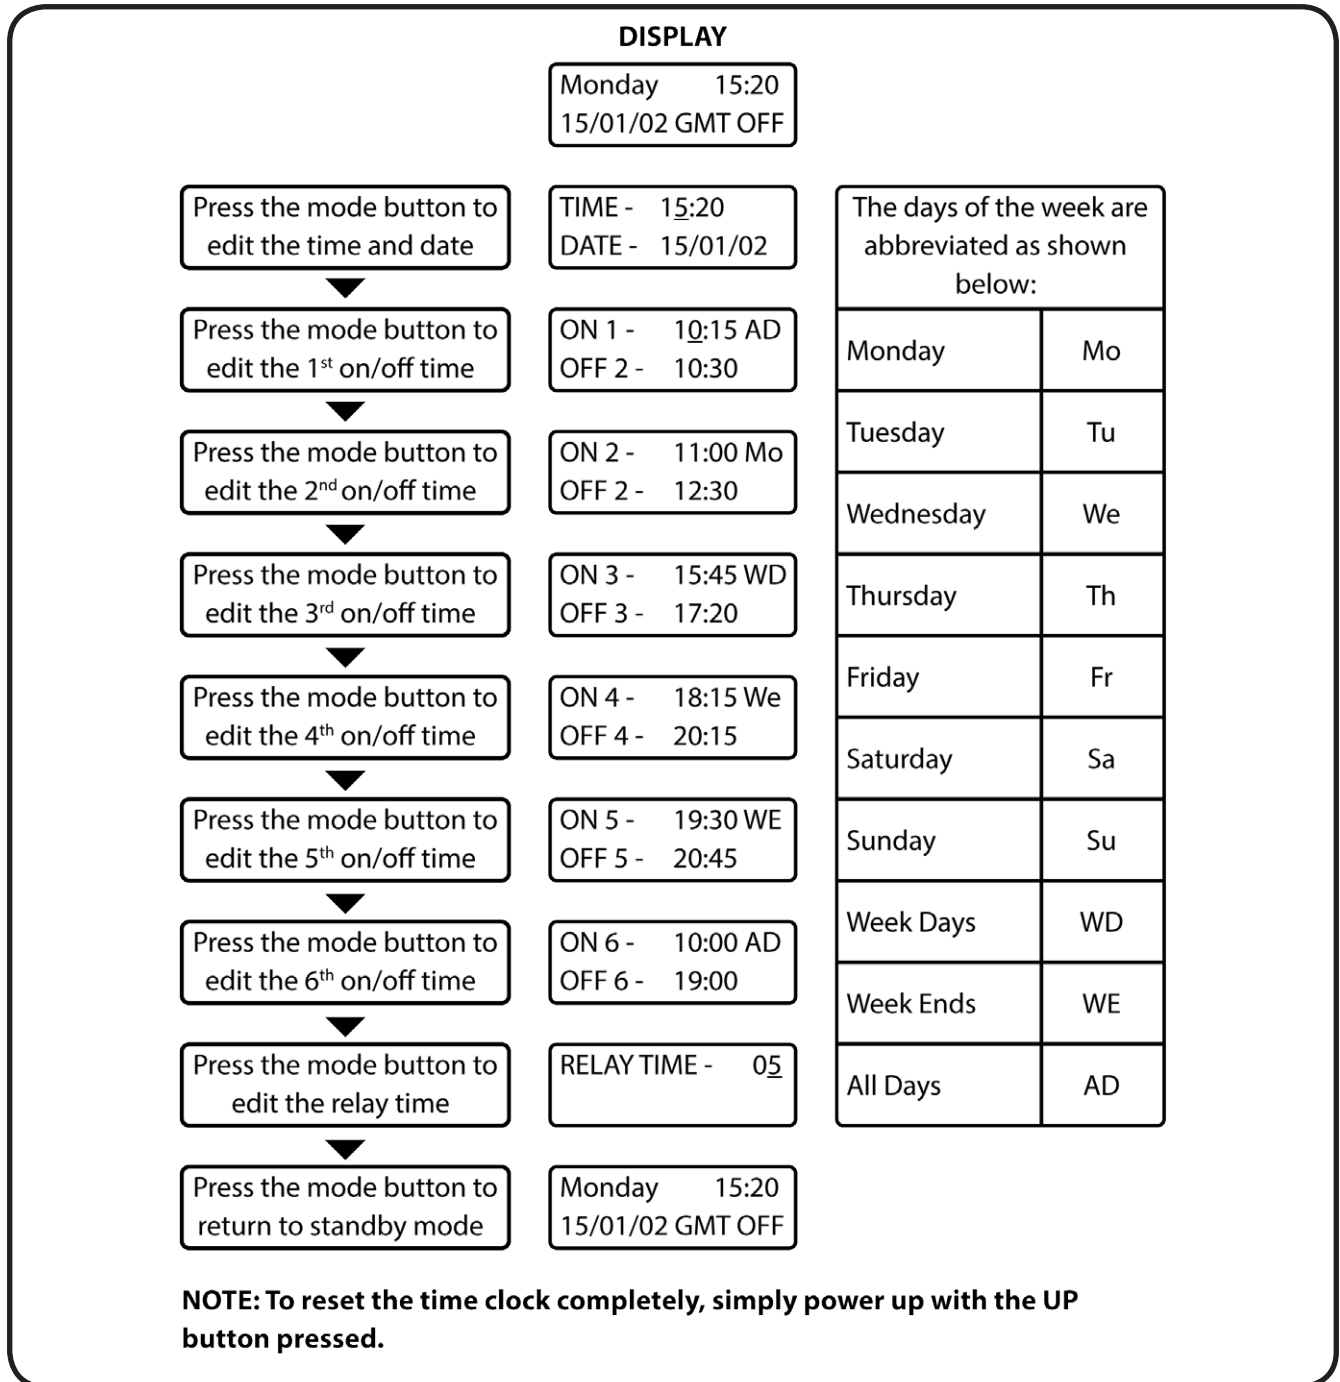 DISPLAY
Monday 15:20
15/01/02 GMT OFF
Press the mode button to
edit the time and date
TIME - 15:20
DATE - 15/01/02
Press the mode button to
edit the 1st on/off time
ON 1 - 10:15 AD
OFF 2 - 10:30
Press the mode button to
edit the 2nd on/off time
ON 2 - 11:00 Mo
OFF 2 - 12:30
Press the mode button to
edit the 3rd on/off time
ON 3 - 15:45 WD
OFF 3 - 17:20
Press the mode button to
edit the 4th on/off time
ON 4 - 18:15 We
OFF 4 - 20:15
Press the mode button to
edit the 5th on/off time
ON 5 - 19:30 WE
OFF 5 - 20:45
Press the mode button to
edit the 6th on/off time
ON 6 - 10:00 AD
OFF 6 - 19:00
Press the mode button to
edit the relay time
RELAY TIME - 05
Press the mode button to
return to standby mode
Monday 15:20
15/01/02 GMT OFF
The days of the week are
abbreviated as shown
below:
Monday Mo
Tuesday Tu
Wednesday We
Thursday Th
Friday Fr
Saturday Sa
Sunday Su
Week Days WD
Week Ends WE
All Days AD
NOTE: To reset the time clock completely, simply power up with the UP
button pressed.